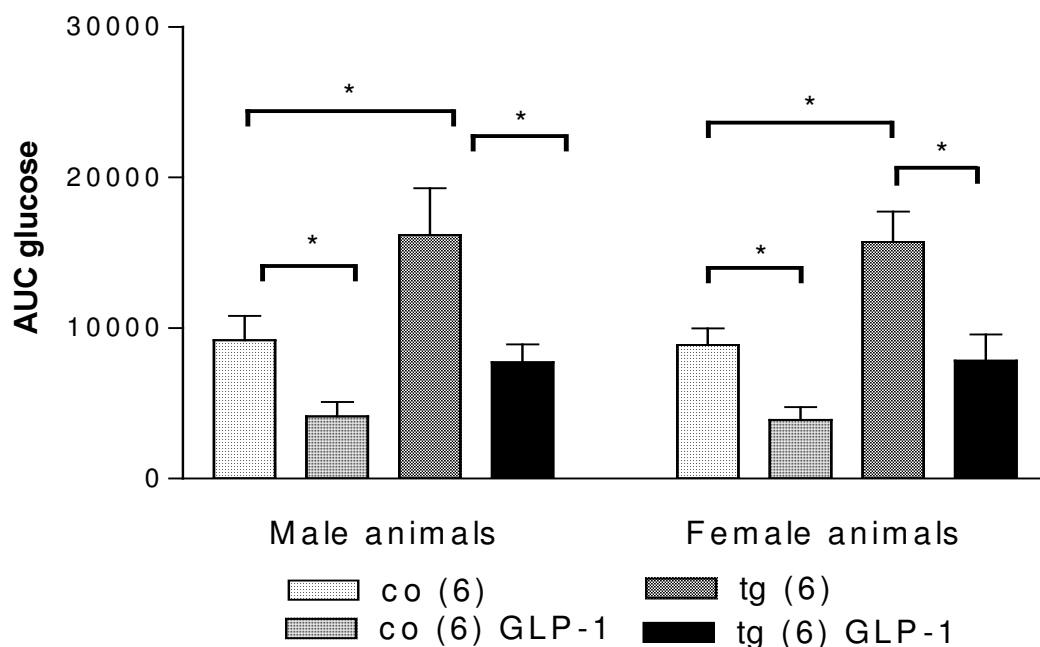 30000
20000
10000
0
AUC glucose
*
*
*
*
*
*
Male animals
Female animals
co (6)
tg (6)
co (6) GLP-1
tg (6) GLP-1